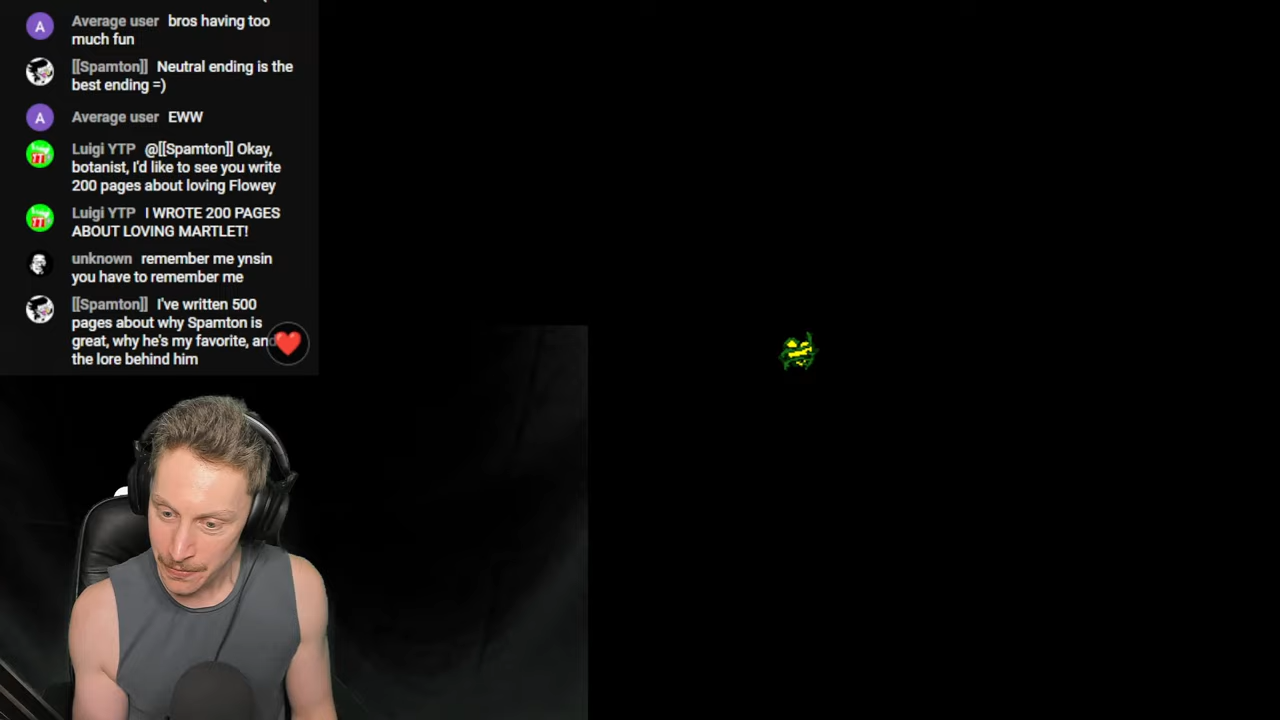 A Average user bros having too
much fun
[[Spamton]] Neutral ending is the
best ending =)
A Average user EWW
Luigi YTP @[[Spamton]] Okay,
botanist, I'd like to see you write
200 pages about loving Flowey
Luigi YTP I WROTE 200 PAGES
ABOUT LOVING MARTLET!
unknown remember me ynsin
you have to remember me
[[Spamton]] I've written 500
pages about why Spamton is
great, why he's my favorite, and
the lore behind him